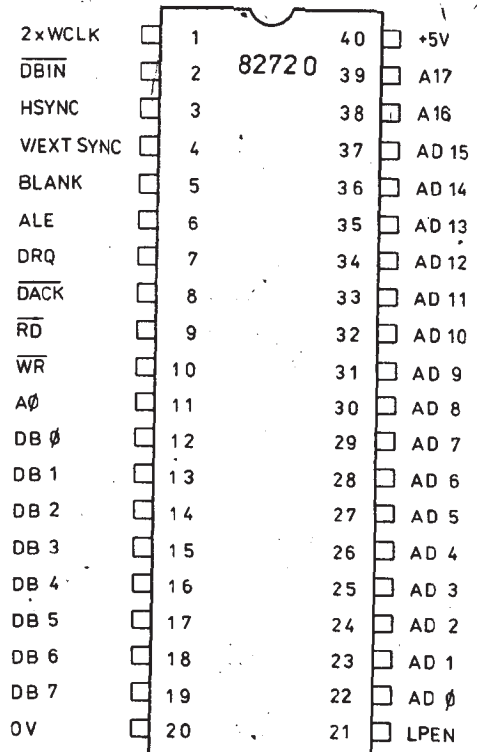 2xWCLK 1 82720 40 +5V
DBIN 2 39 A17
HSYNC 3 38 A16
V/EXT SYNC 4 37 AD 15
BLANK 5 36 AD 14
ALE 6 35 AD 13
DRQ 7 34 AD 12
DACK 8 33 AD 11
RD 9 32 AD 10
WR 10 31 AD 9
AØ 11 30 AD 8
DB Ø 12 29 AD 7
DB 1 13 28 AD 6
DB 2 14 27 AD 5
DB 3 15 26 AD 4
DB 4 16 25 AD 3
DB 5 17 24 AD 2
DB 6 18 23 AD 1
DB 7 19 22 AD Ø
0V 20 21 LPEN